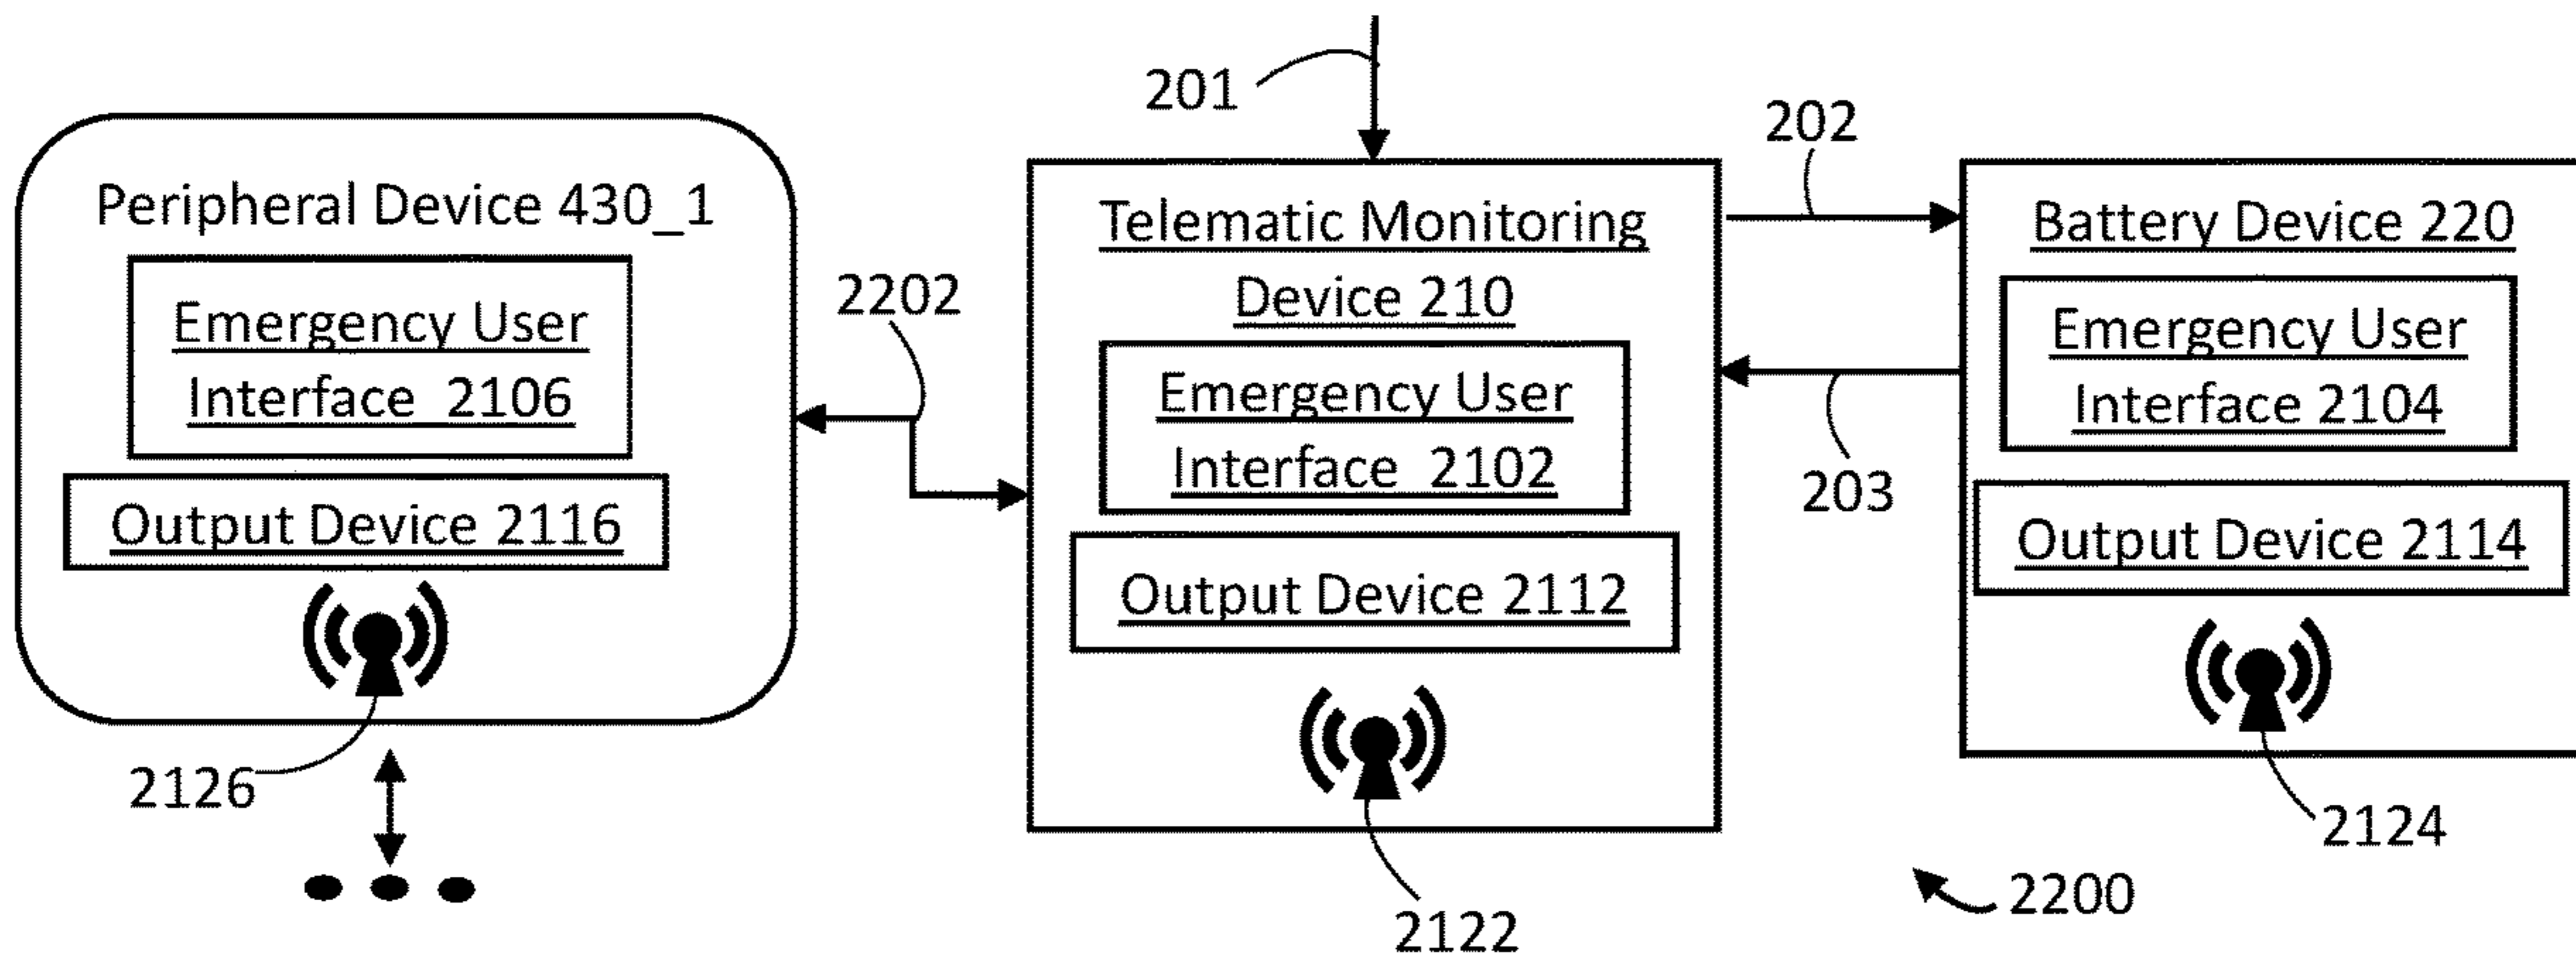 201
202
Peripheral Device 430_1
Emergency User
Interface 2106
Output Device 2116
2126
2202
Telematic Monitoring
Device 210
Emergency User
Interface 2102
Output Device 2112
2122
203
Battery Device 220
Emergency User
Interface 2104
Output Device 2114
2124
2200